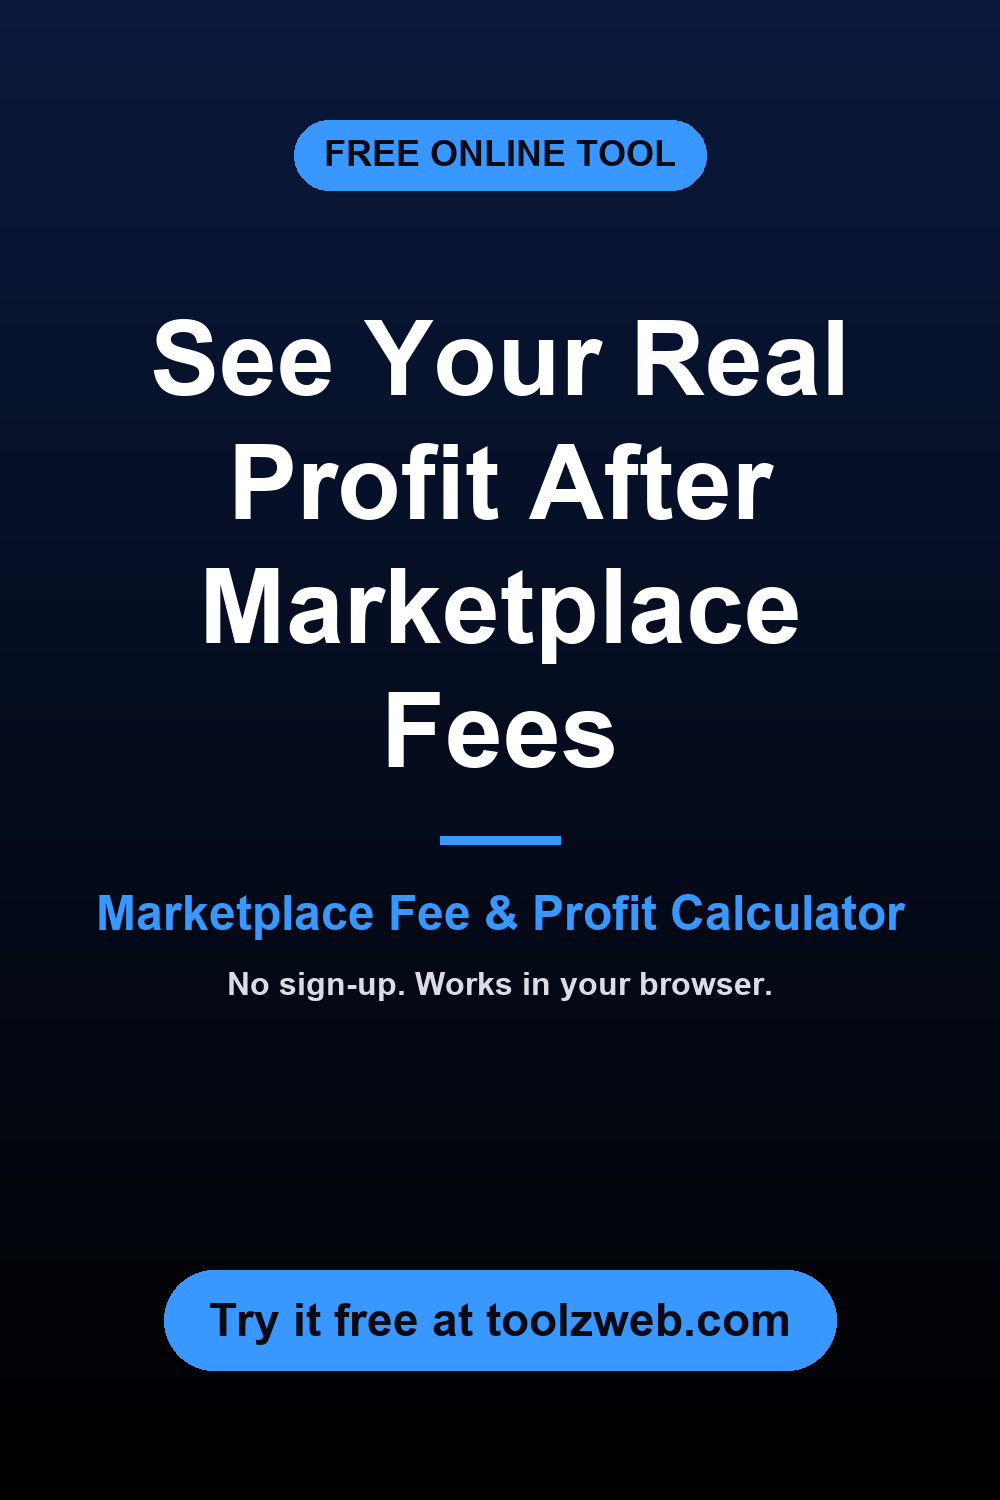 FREE ONLINE TOOL
See Your Real
Profit After
Marketplace
Fees
Marketplace Fee & Profit Calculator
No sign-up. Works in your browser.
Try it free at toolzweb.com